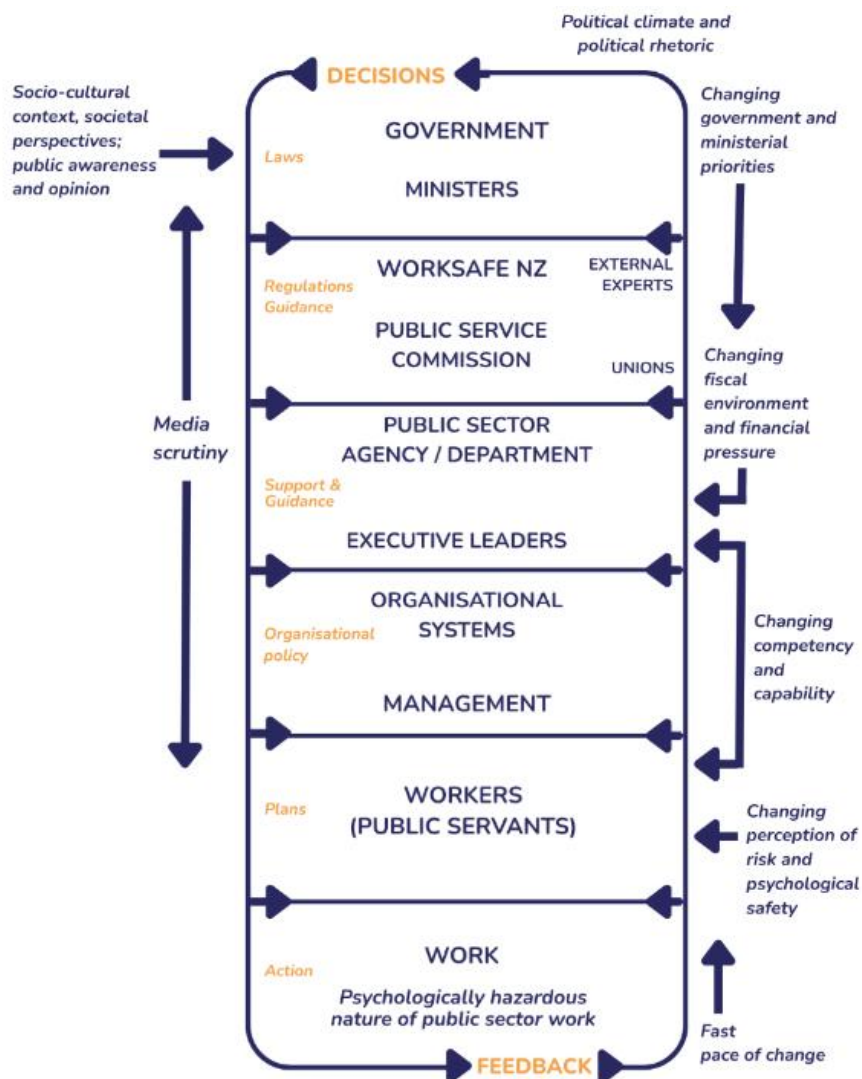 Political climate and
political rhetoric
DECISIONS
Socio-cultural
context, societal
perspectives;
public awareness
and opinion
GOVERNMENT
Laws
MINISTERS
Changing
government and
ministerial
priorities
WORKSAFE NZ
EXTERNAL
EXPERTS
Regulations
Guidance
PUBLIC SERVICE
COMMISSION
UNIONS
Changing
fiscal
environment
and financial
pressure
Media
scrutiny
PUBLIC SECTOR
AGENCY / DEPARTMENT
Support &
Guidance
EXECUTIVE LEADERS
ORGANISATIONAL
SYSTEMS
Organisational
policy
Changing
competency
and
capability
MANAGEMENT
WORKERS
(PUBLIC SERVANTS)
Plans
Changing
perception of
risk and
psychological
safety
WORK
Action
Psychologically hazardous
nature of public sector work
Fast
pace of change
FEEDBACK